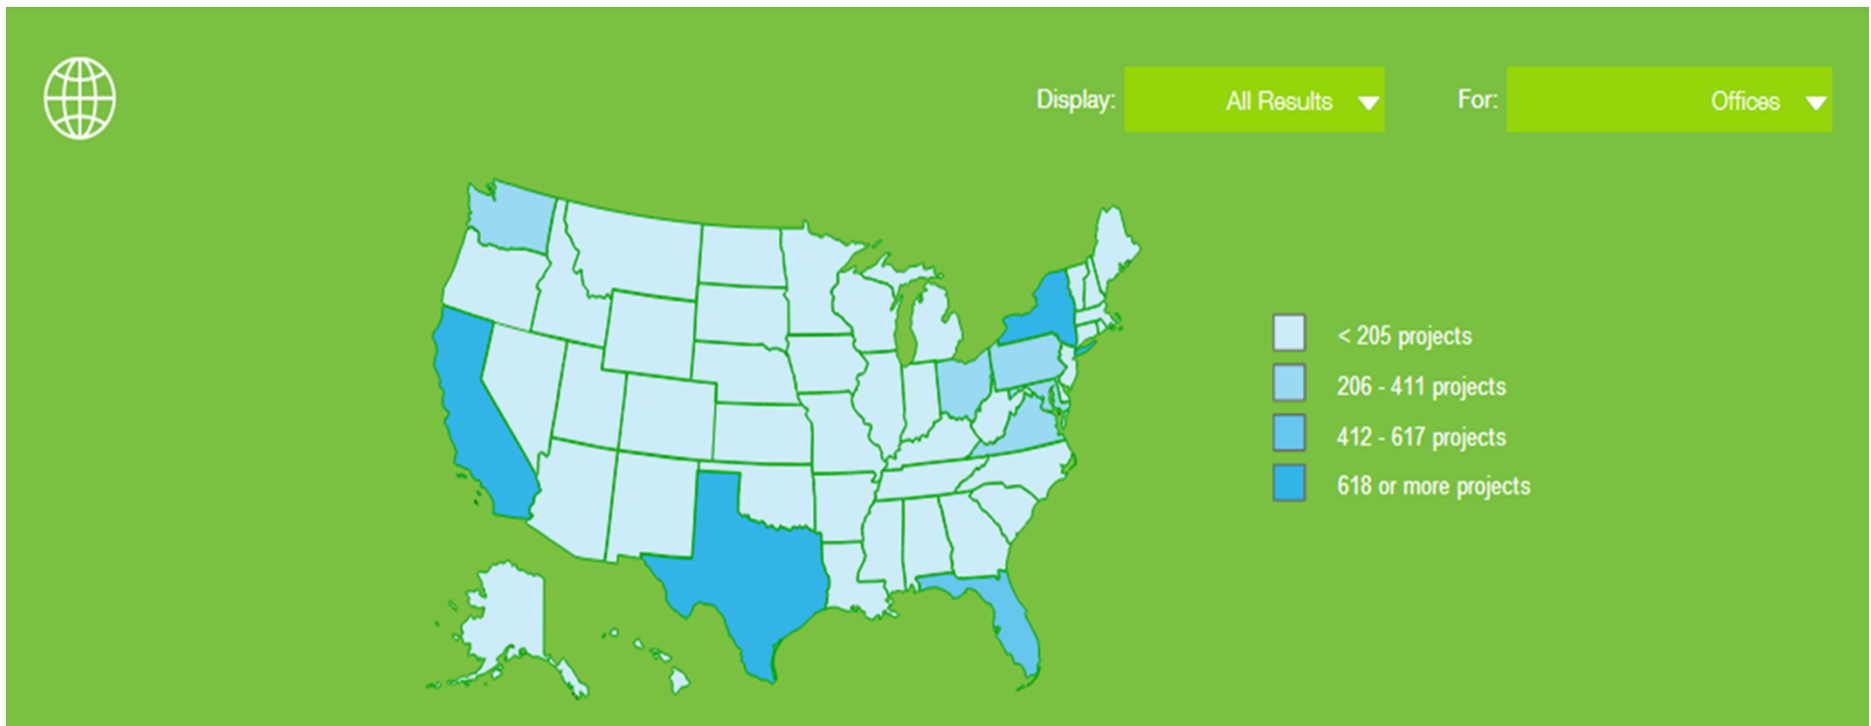 Display: All Results For: Offices
< 205 projects
206 - 411 projects
412 - 617 projects
618 or more projects